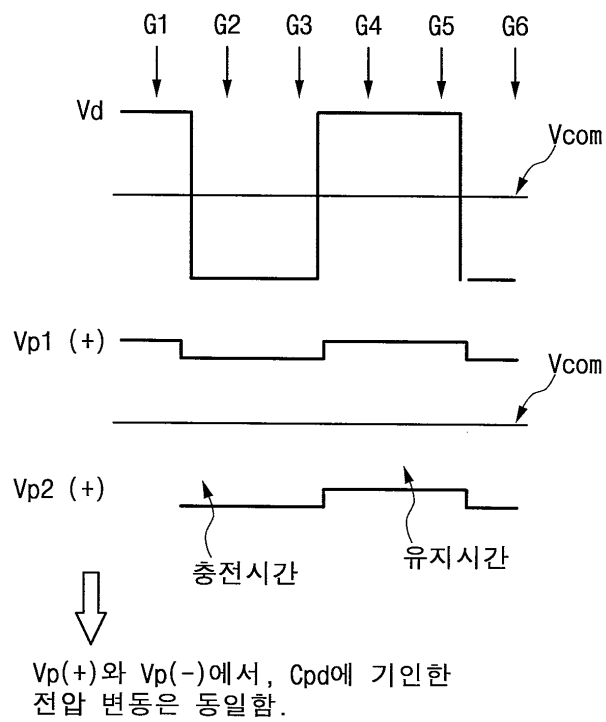 G1 G2 G3 G4 G5 G6
Vd
Vcom
Vp1 (+)
Vcom
Vp2 (+)
충전시간
유지시간
Vp(+)와 Vp(-)에서, Cpd에 기인한
전압 변동은 동일함.